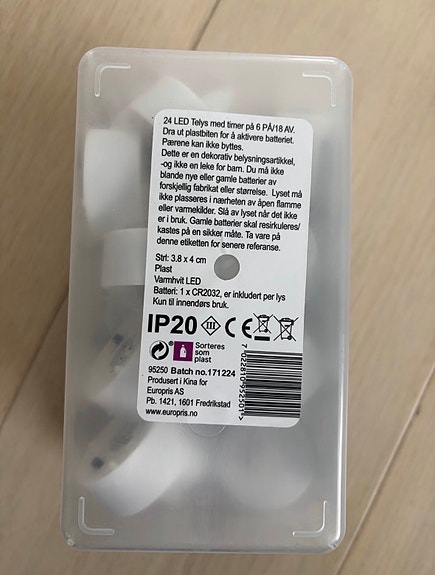 24 LED Telys med timer på 6 PÅ/18 AV.
Dra ut plastbiten for å aktivere batteriet.
Pærene kan ikke byttes.
Dette er en dekorativ belysningsartikkel,
og ikke en leke for barn. Du må ikke
blande nye eller gamle batterier av
forskjellig fabrikat eller størrelse. Lyset må
ikke plasseres i nærheten av åpen flamme
eller varmekilder. Slå av lyset når det ikke
er i bruk. Gamle batterier skal resirkuleres/
kastes på en sikker måte. Ta vare på
denne etiketten for senere referanse.
Strl: 3.8 x 4 cm
Plast
Varmhvit LED
Batteri: 1 x CR2032, er inkludert per lys
Kun til innendørs bruk.
IP20 III CE
Sorteres
som
plast
95250 Batch no.171224
Produsert i Kina for
Europris AS
Pb. 1421, 1601 Fredrikstad
www.europris.no
7 022810 952501 >